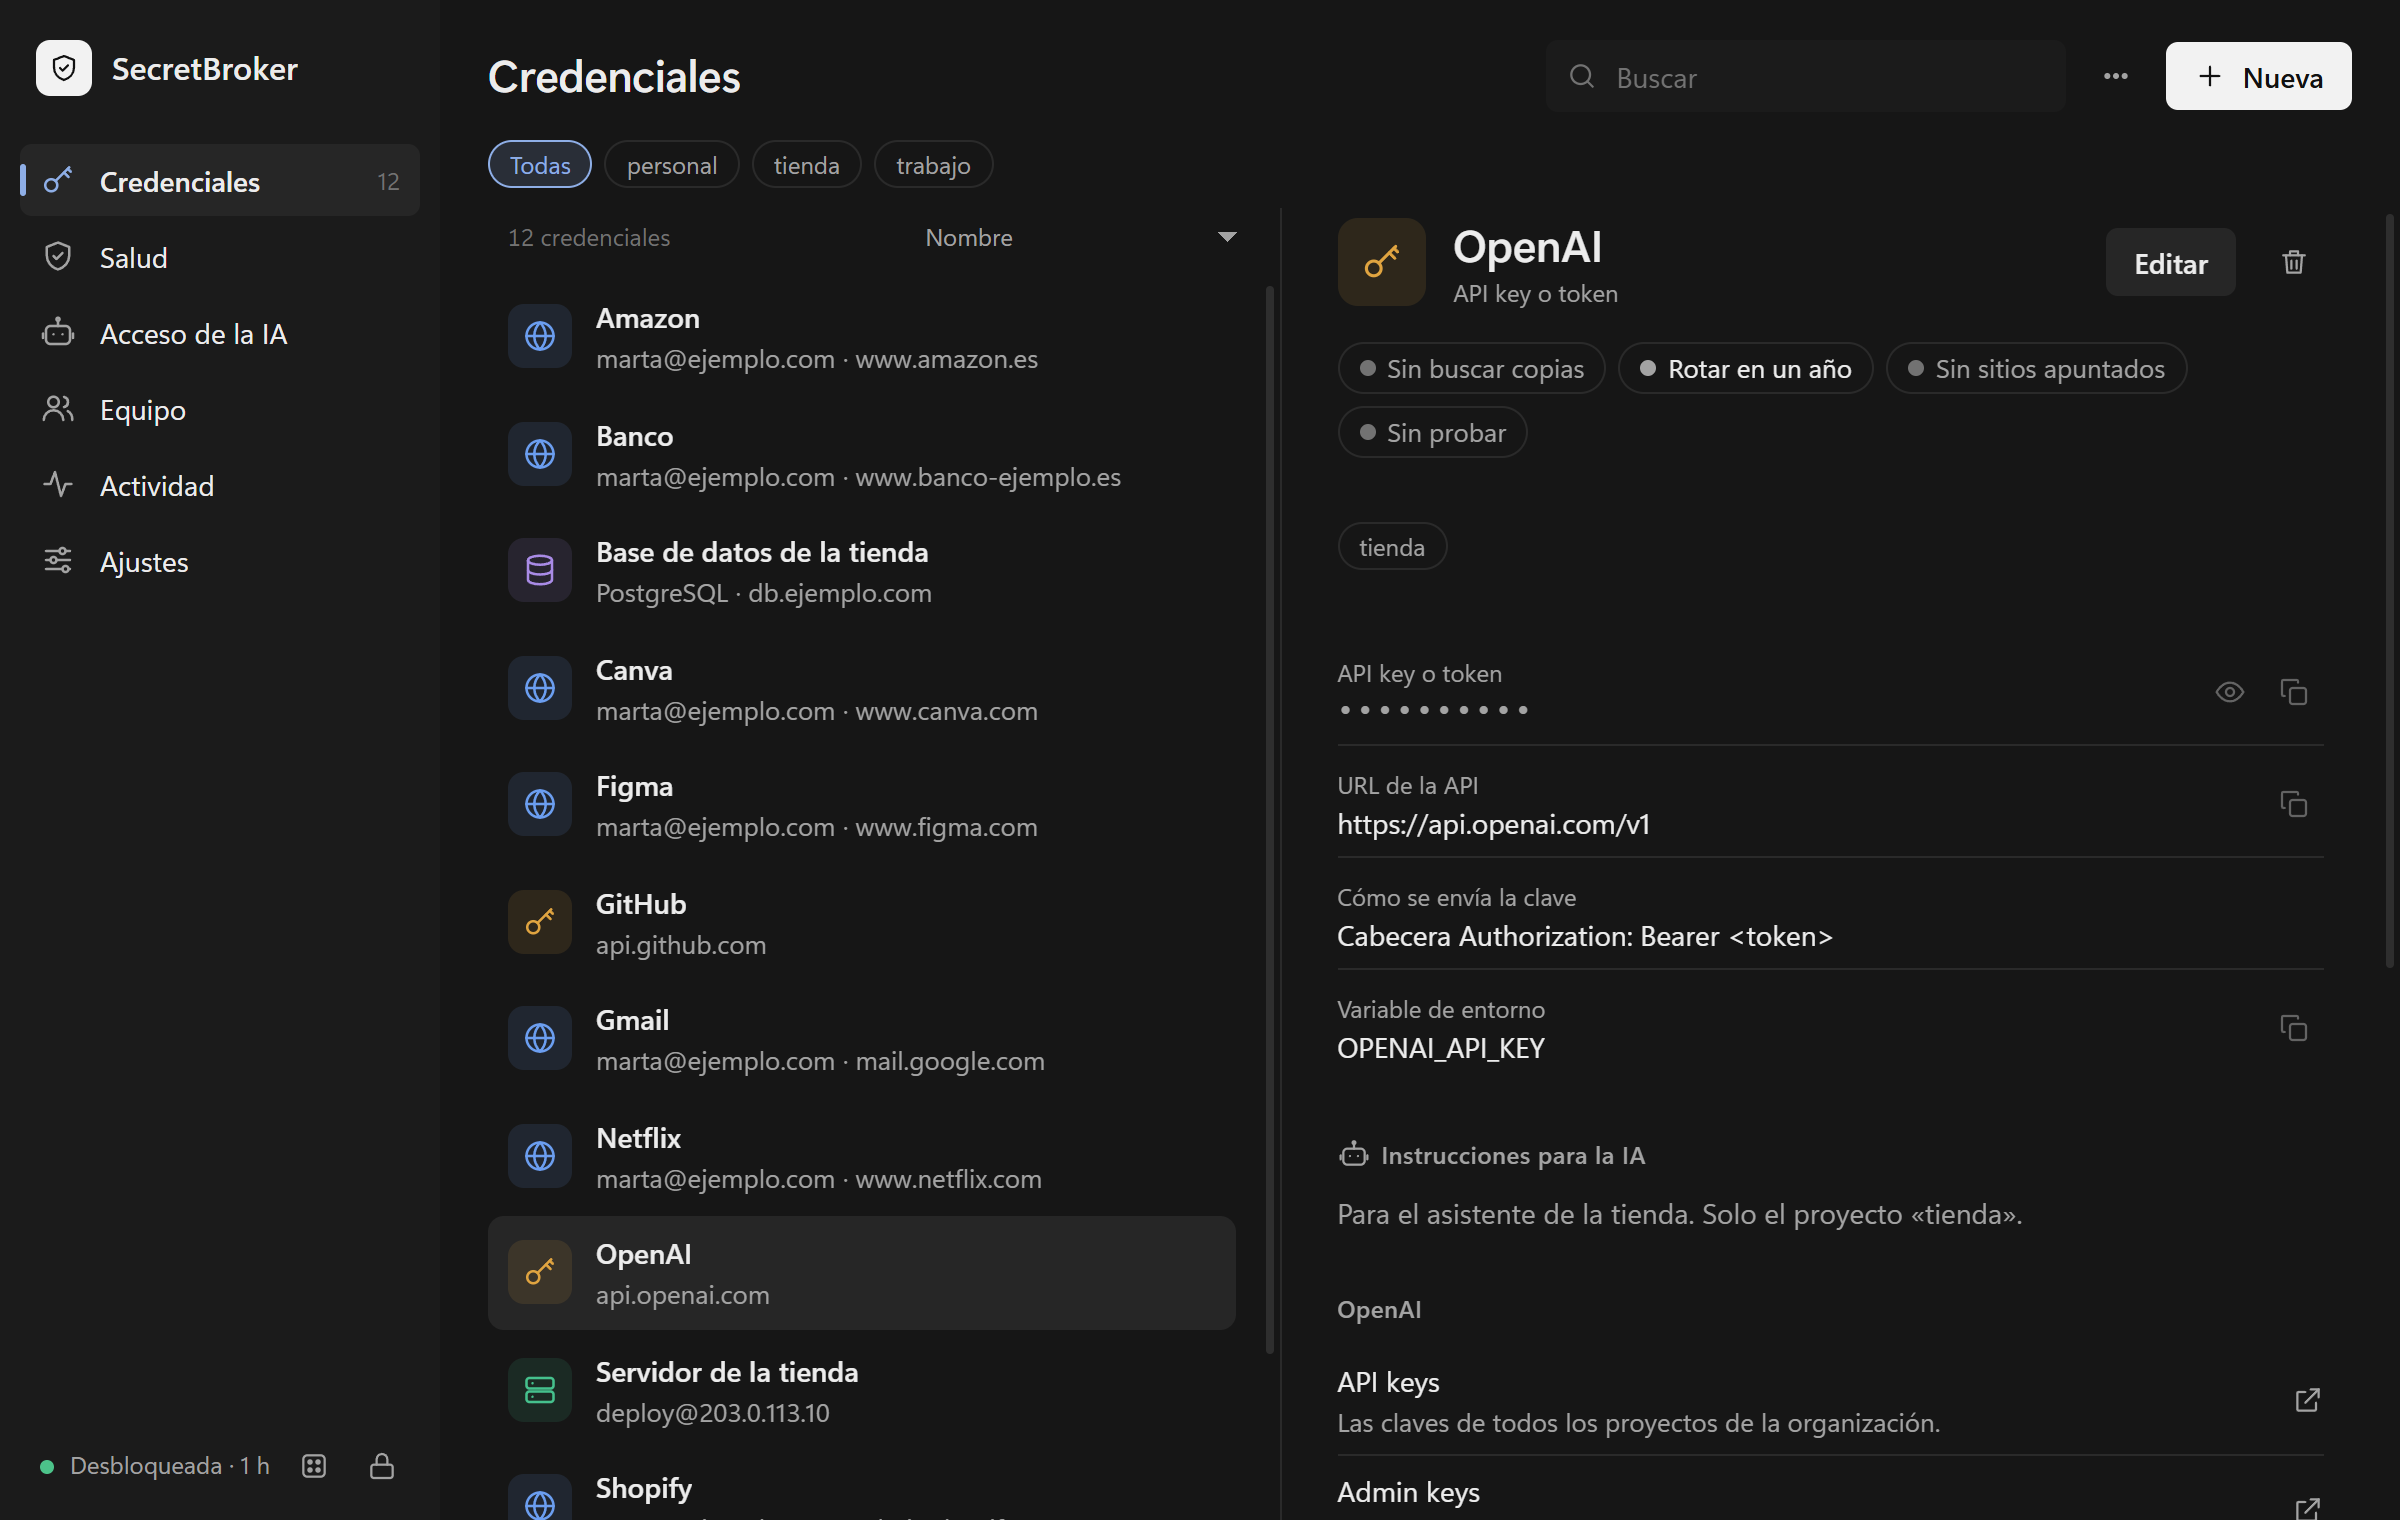 SecretBroker
Credenciales 12
Salud
Acceso de la IA
Equipo
Actividad
Ajustes
Desbloqueada · 1 h
Credenciales
Buscar
Nueva
Todas personal tienda trabajo
12 credenciales Nombre
Amazon
marta@ejemplo.com · www.amazon.es
Banco
marta@ejemplo.com · www.banco-ejemplo.es
Base de datos de la tienda
PostgreSQL · db.ejemplo.com
Canva
marta@ejemplo.com · www.canva.com
Figma
marta@ejemplo.com · www.figma.com
GitHub
api.github.com
Gmail
marta@ejemplo.com · mail.google.com
Netflix
marta@ejemplo.com · www.netflix.com
OpenAI
api.openai.com
Servidor de la tienda
deploy@203.0.113.10
Shopify
OpenAI
API key o token
Editar
Sin buscar copias Rotar en un año Sin sitios apuntados
Sin probar
tienda
API key o token
••••••••••
URL de la API
https://api.openai.com/v1
Cómo se envía la clave
Cabecera Authorization: Bearer <token>
Variable de entorno
OPENAI_API_KEY
Instrucciones para la IA
Para el asistente de la tienda. Solo el proyecto «tienda».
OpenAI
API keys
Las claves de todos los proyectos de la organización.
Admin keys